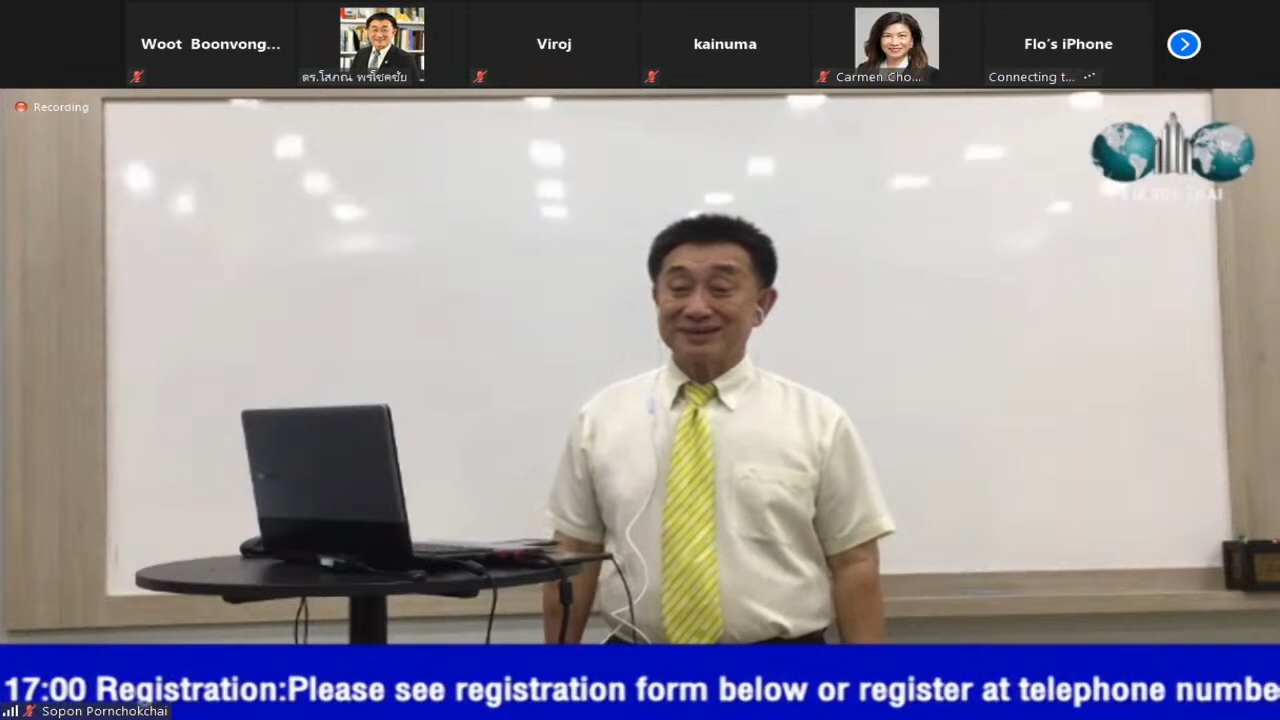 Woot Boonvong...
ดร.โสภณ พรโชคชัย ...
Viroj
kainuma
Carmen Cho...
Flo's iPhone
Connecting t...
Recording
17:00 Registration:Please see registration form below or register at telephone numbe
Sopon Pornchokchai